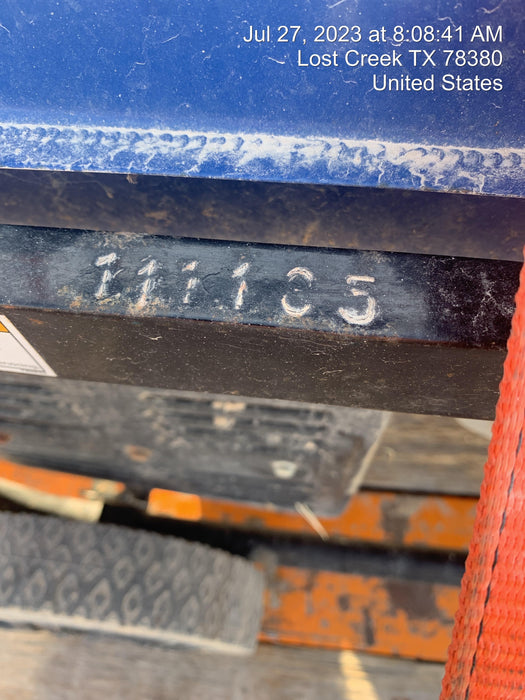 Jul 27, 2023 at 8:08:41 AM
Lost Creek TX 78380
United States
111105